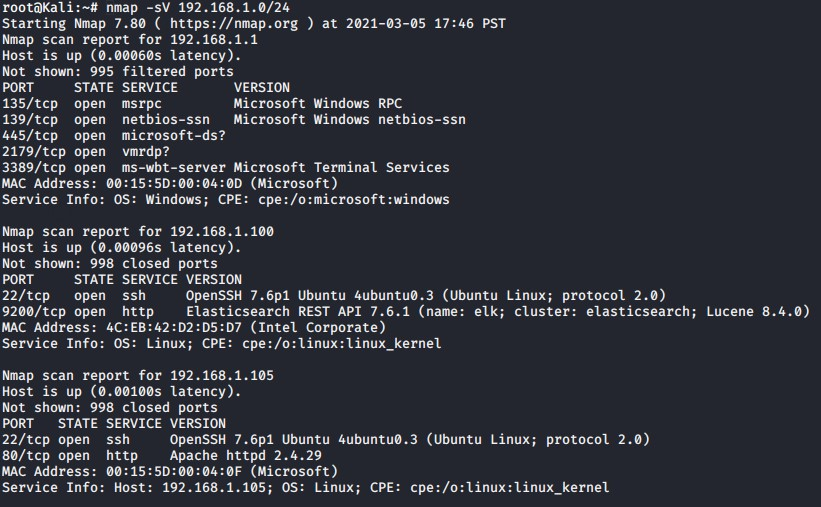 root@Kali:~# nmap -sV 192.168.1.0/24
Starting Nmap 7.80 ( https://nmap.org ) at 2021-03-05 17:46 PST
Nmap scan report for 192.168.1.1
Host is up (0.00060s latency).
Not shown: 995 filtered ports
PORT     STATE SERVICE       VERSION
135/tcp  open  msrpc         Microsoft Windows RPC
139/tcp  open  netbios-ssn   Microsoft Windows netbios-ssn
445/tcp  open  microsoft-ds?
2179/tcp open  vmrdp?
3389/tcp open  ms-wbt-server Microsoft Terminal Services
MAC Address: 00:15:5D:00:04:0D (Microsoft)
Service Info: OS: Windows; CPE: cpe:/o:microsoft:windows

Nmap scan report for 192.168.1.100
Host is up (0.00096s latency).
Not shown: 998 closed ports
PORT     STATE SERVICE VERSION
22/tcp   open  ssh     OpenSSH 7.6p1 Ubuntu 4ubuntu0.3 (Ubuntu Linux; protocol 2.0)
9200/tcp open  http    Elasticsearch REST API 7.6.1 (name: elk; cluster: elasticsearch; Lucene 8.4.0)
MAC Address: 4C:EB:42:D2:D5:D7 (Intel Corporate)
Service Info: OS: Linux; CPE: cpe:/o:linux:linux_kernel

Nmap scan report for 192.168.1.105
Host is up (0.00100s latency).
Not shown: 998 closed ports
PORT   STATE SERVICE VERSION
22/tcp open  ssh     OpenSSH 7.6p1 Ubuntu 4ubuntu0.3 (Ubuntu Linux; protocol 2.0)
80/tcp open  http    Apache httpd 2.4.29
MAC Address: 00:15:5D:00:04:0F (Microsoft)
Service Info: Host: 192.168.1.105; OS: Linux; CPE: cpe:/o:linux:linux_kernel